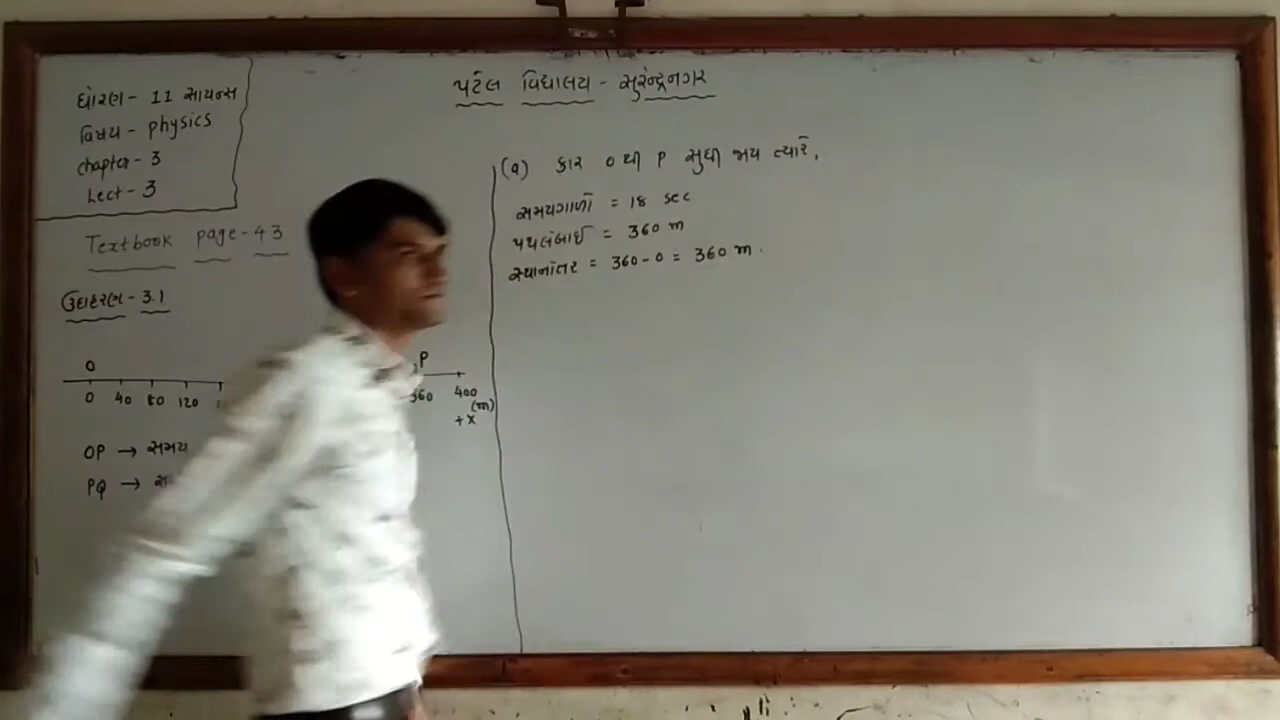 પટેલ વિદ્યાલય - સુરેન્દ્રનગર
ધોરણ - 11 સાયન્સ
વિષય - physics
chapter - 3
Lect - 3
Textbook page - 43
ઉદાહરણ - 3.1
O
P
0 40 80 120
360 400
(m)
+X
OP → સમય
PQ →
(a) કાર O થી P સુધી જાય ત્યારે,
સમયગાળો = 18 sec
પથલંબાઈ = 360 m
સ્થાનાંતર = 360 - 0 = 360 m.